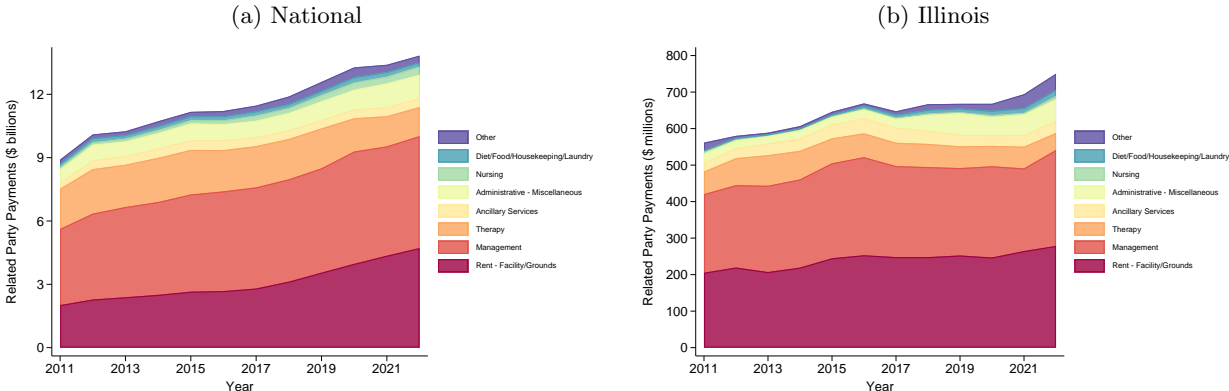 (a) National
Related Party Payments ($ billions)
12
9
6
3
0
2011 2013 2015 2017 2019 2021
Year
Other
Diet/Food/Housekeeping/Laundry
Nursing
Administrative - Miscellaneous
Ancillary Services
Therapy
Management
Rent - Facility/Grounds
(b) Illinois
Related Party Payments ($ millions)
800
700
600
500
400
300
200
100
0
2011 2013 2015 2017 2019 2021
Year
Other
Diet/Food/Housekeeping/Laundry
Nursing
Administrative - Miscellaneous
Ancillary Services
Therapy
Management
Rent - Facility/Grounds